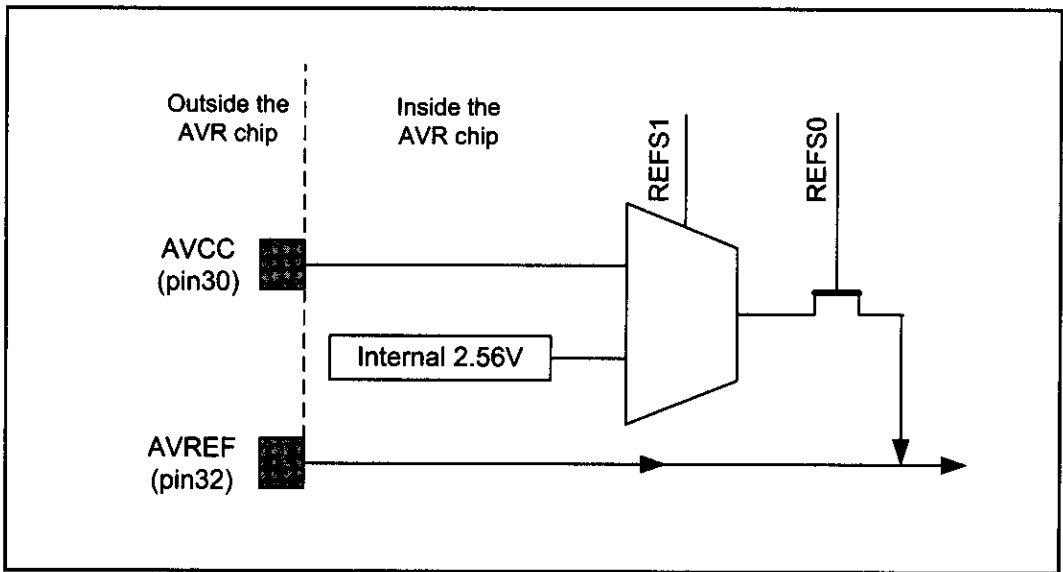 Outside the
AVR chip
Inside the
AVR chip
REFS1
REFS0
AVCC
(pin30)
Internal 2.56V
AVREF
(pin32)